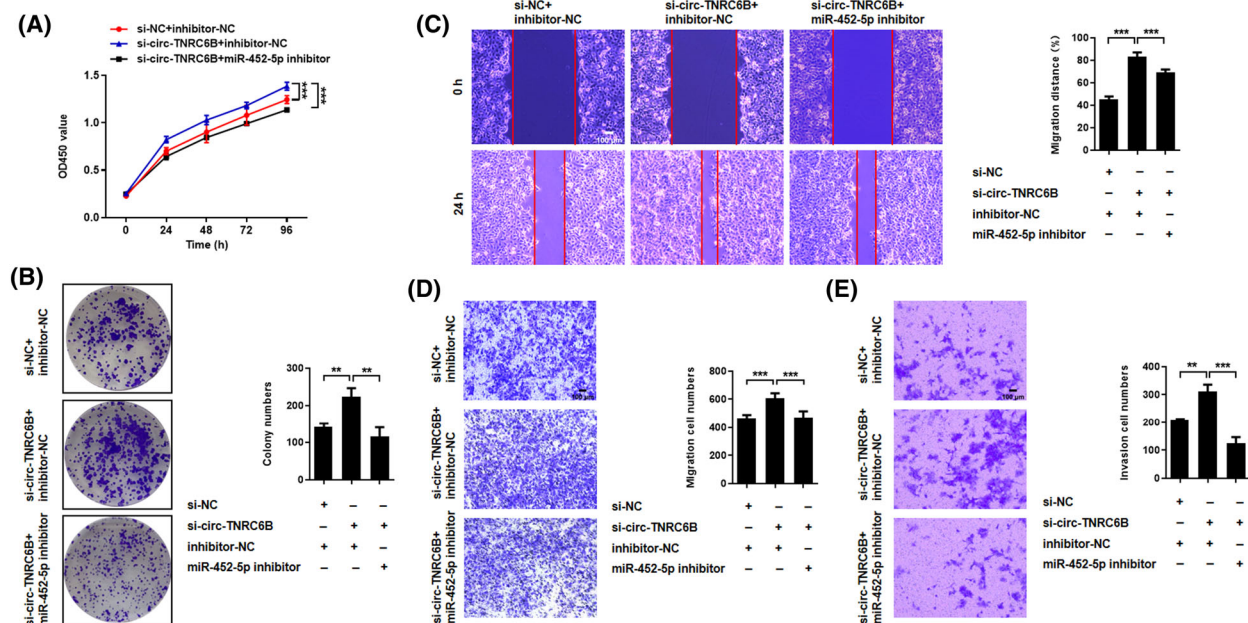 (A)
si-NC+inhibitor-NC
si-circ-TNRC6B+inhibitor-NC
si-circ-TNRC6B+miR-452-5p inhibitor
OD450 value
1.5
1.0
0.5
0.0
0 24 48 72 96
Time (h)
***
***
(C)
si-NC+
inhibitor-NC
si-circ-TNRC6B+
inhibitor-NC
si-circ-TNRC6B+
miR-452-5p inhibitor
0 h
24 h
100 μm
Migration distance (%)
100
80
60
40
20
0
*** ***
si-NC + – –
si-circ-TNRC6B – + +
inhibitor-NC + + –
miR-452-5p inhibitor – – +
(B)
si-NC+
inhibitor-NC
si-circ-TNRC6B+
inhibitor-NC
si-circ-TNRC6B+
miR-452-5p inhibitor
Colony numbers
300
200
100
0
** **
si-NC + – –
si-circ-TNRC6B – + +
inhibitor-NC + + –
miR-452-5p inhibitor – – +
(D)
si-NC+
inhibitor-NC
si-circ-TNRC6B+
inhibitor-NC
si-circ-TNRC6B+
miR-452-5p inhibitor
100 μm
Migration cell numbers
800
600
400
200
0
*** ***
si-NC + – –
si-circ-TNRC6B – + +
inhibitor-NC + + –
miR-452-5p inhibitor – – +
(E)
si-NC+
inhibitor-NC
si-circ-TNRC6B+
inhibitor-NC
si-circ-TNRC6B+
miR-452-5p inhibitor
100 μm
Invasion cell numbers
400
300
200
100
0
** ***
si-NC + – –
si-circ-TNRC6B – + +
inhibitor-NC + + –
miR-452-5p inhibitor – – +